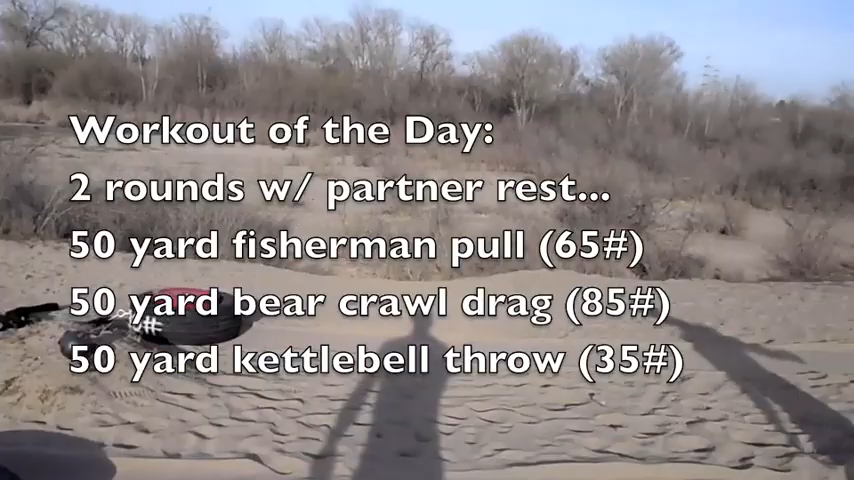 Workout of the Day:
2 rounds w/ partner rest...
50 yard fisherman pull (65#)
50 yard bear crawl drag (85#)
50 yard kettlebell throw (35#)